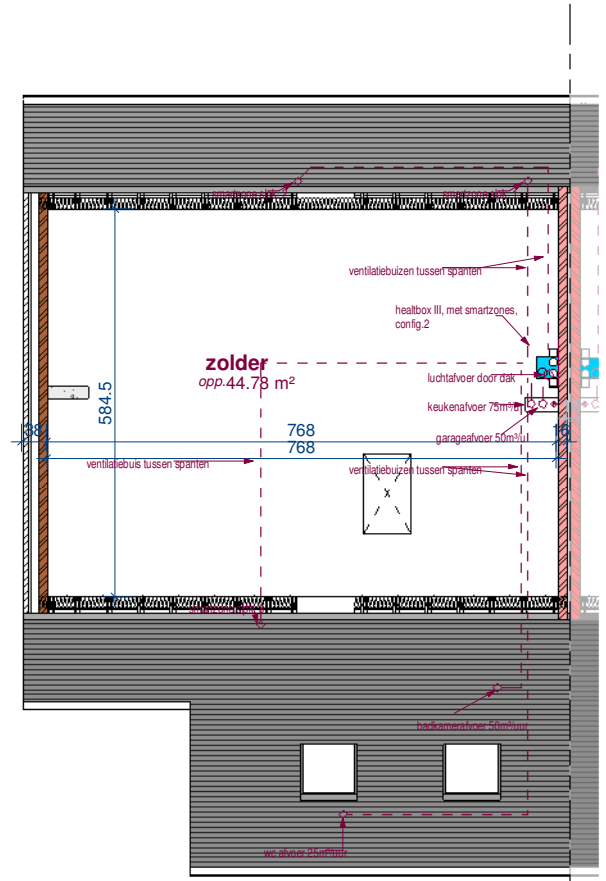 ventilatiebuizen tussen spanten
healtbox III, met smartzones,
config.2
zolder
opp. 44.78 m²
luchtafvoer door dak
keukenafvoer 75m³/u
584.5
garageafvoer 50m³/u
38
768
16
768
ventilatiebuis tussen spanten
ventilatiebuizen tussen spanten
badkamerafvoer 50m³/uur
wc afvoer 25m³/uur